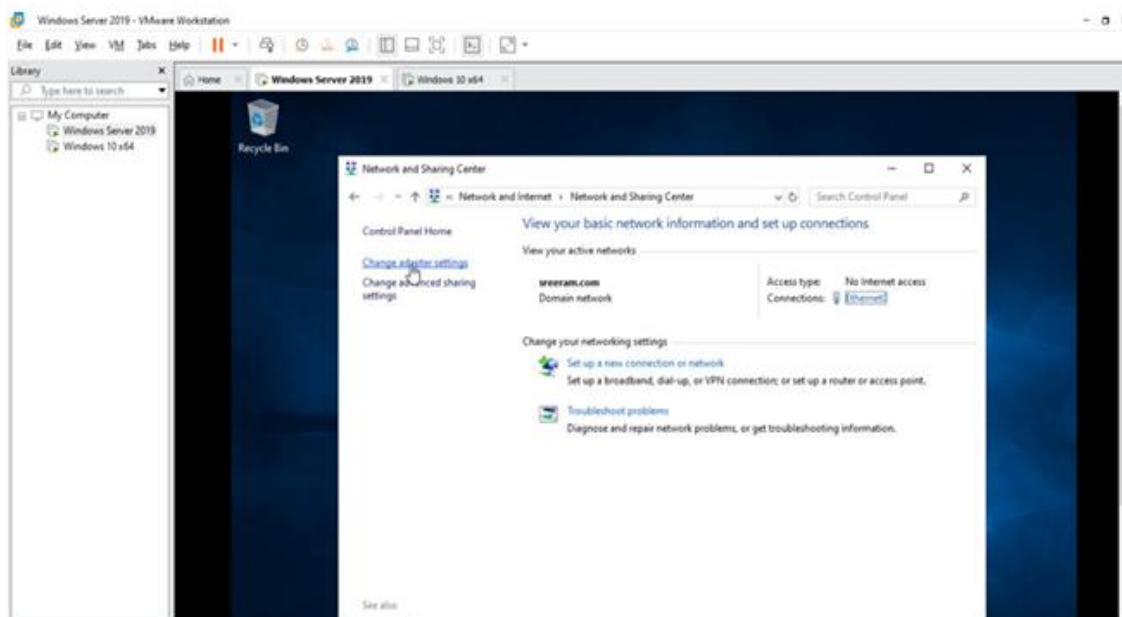 Windows Server 2019 - VMware Workstation
File Edit View VM Tabs Help
Library
Type here to search
Home
Windows Server 2019
Windows 10 x64
My Computer
Windows Server 2019
Windows 10 x64
Recycle Bin
Network and Sharing Center
« Network and Internet › Network and Sharing Center
Search Control Panel
Control Panel Home
Change adapter settings
Change advanced sharing
settings
View your basic network information and set up connections
View your active networks
sreeram.com
Domain network
Access type: No Internet access
Connections: Ethernet
Change your networking settings
Set up a new connection or network
Set up a broadband, dial-up, or VPN connection; or set up a router or access point.
Troubleshoot problems
Diagnose and repair network problems, or get troubleshooting information.
See also